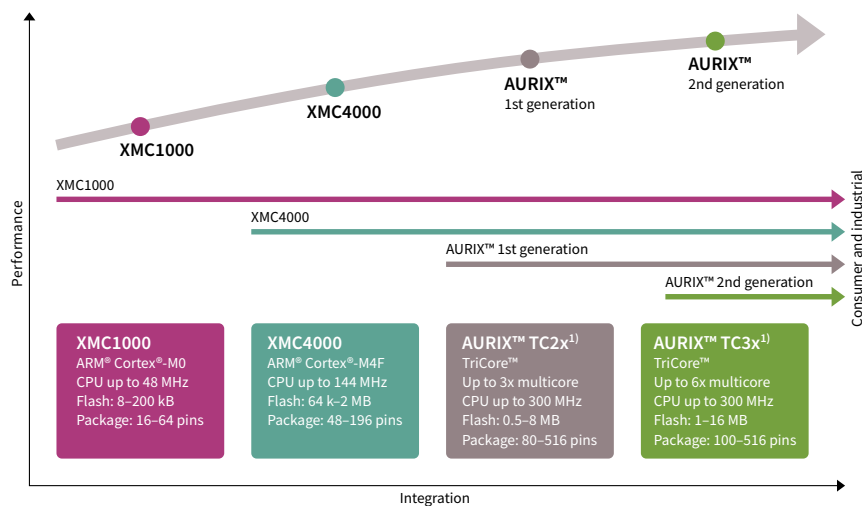 AURIX™
2nd generation
AURIX™
1st generation
XMC4000
XMC1000
XMC1000
XMC4000
AURIX™ 1st generation
AURIX™ 2nd generation
Performance
Consumer and industrial
XMC1000
ARM® Cortex®-M0
CPU up to 48 MHz
Flash: 8–200 kB
Package: 16–64 pins
XMC4000
ARM® Cortex®-M4F
CPU up to 144 MHz
Flash: 64 k–2 MB
Package: 48–196 pins
AURIX™ TC2x¹⁾
TriCore™
Up to 3x multicore
CPU up to 300 MHz
Flash: 0.5–8 MB
Package: 80–516 pins
AURIX™ TC3x¹⁾
TriCore™
Up to 6x multicore
CPU up to 300 MHz
Flash: 1–16 MB
Package: 100–516 pins
Integration